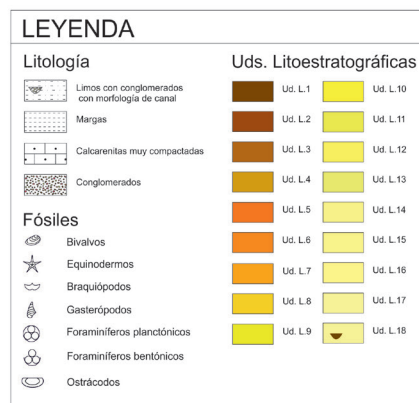 LEYENDA
Litología
Limos con conglomerados
con morfología de canal
Margas
Calcarenitas muy compactadas
Conglomerados
Fósiles
Bivalvos
Equinodermos
Braquiópodos
Gasterópodos
Foraminíferos planctónicos
Foraminíferos bentónicos
Ostrácodos
Uds. Litoestratográficas
Ud. L.1
Ud. L.2
Ud. L.3
Ud. L.4
Ud. L.5
Ud. L.6
Ud. L.7
Ud. L.8
Ud. L.9
Ud. L.10
Ud. L.11
Ud. L.12
Ud. L.13
Ud. L.14
Ud. L.15
Ud. L.16
Ud. L.17
Ud. L.18